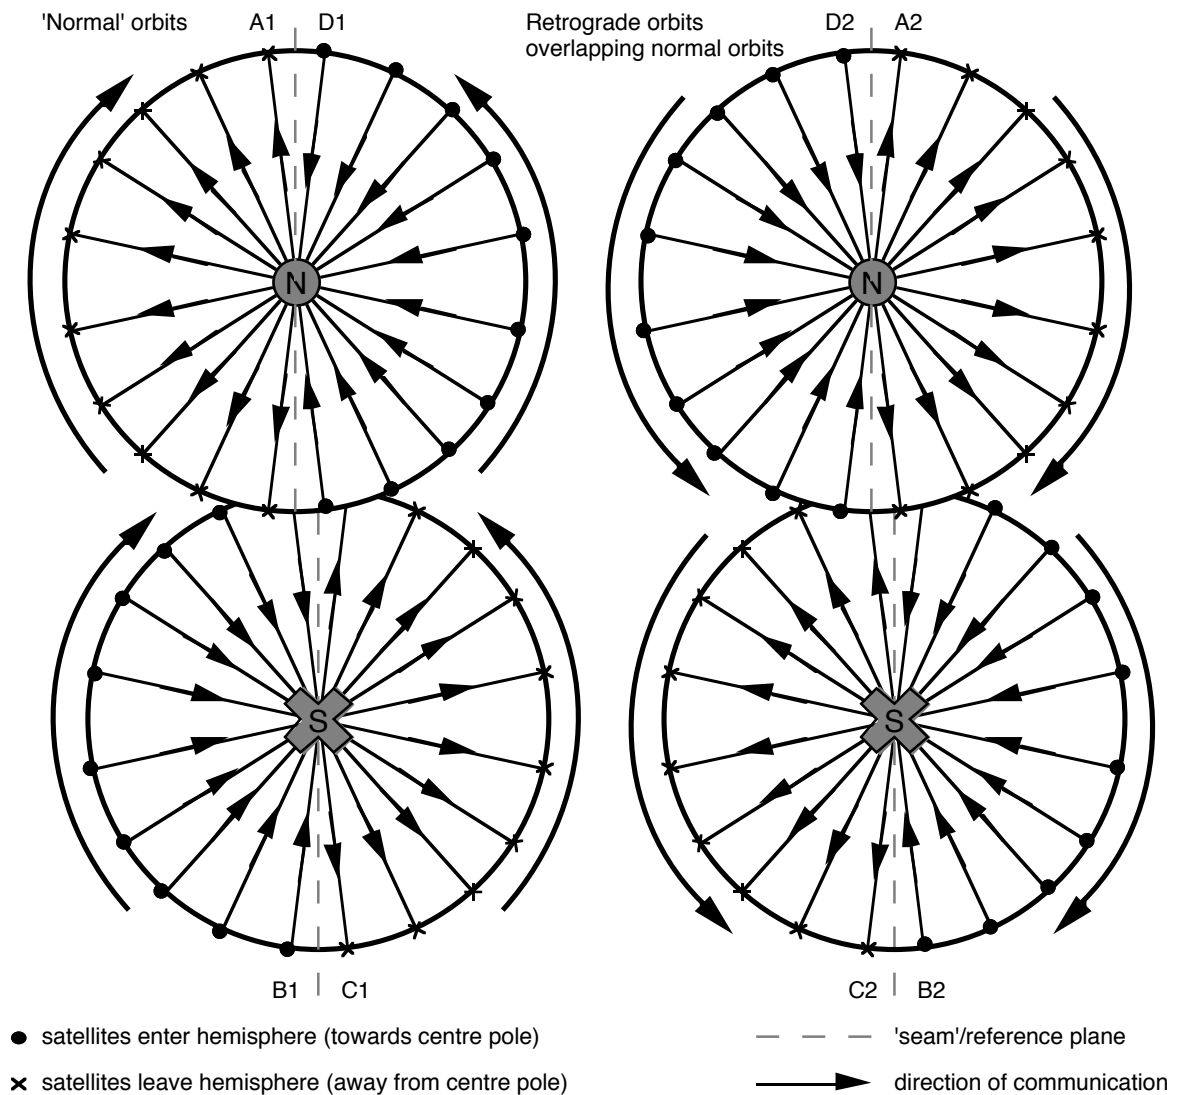 'Normal' orbits
A1 D1
Retrograde orbits
overlapping normal orbits
D2 A2
N
N
S
S
B1 C1
C2 B2
satellites enter hemisphere (towards centre pole)
'seam'/reference plane
satellites leave hemisphere (away from centre pole)
direction of communication